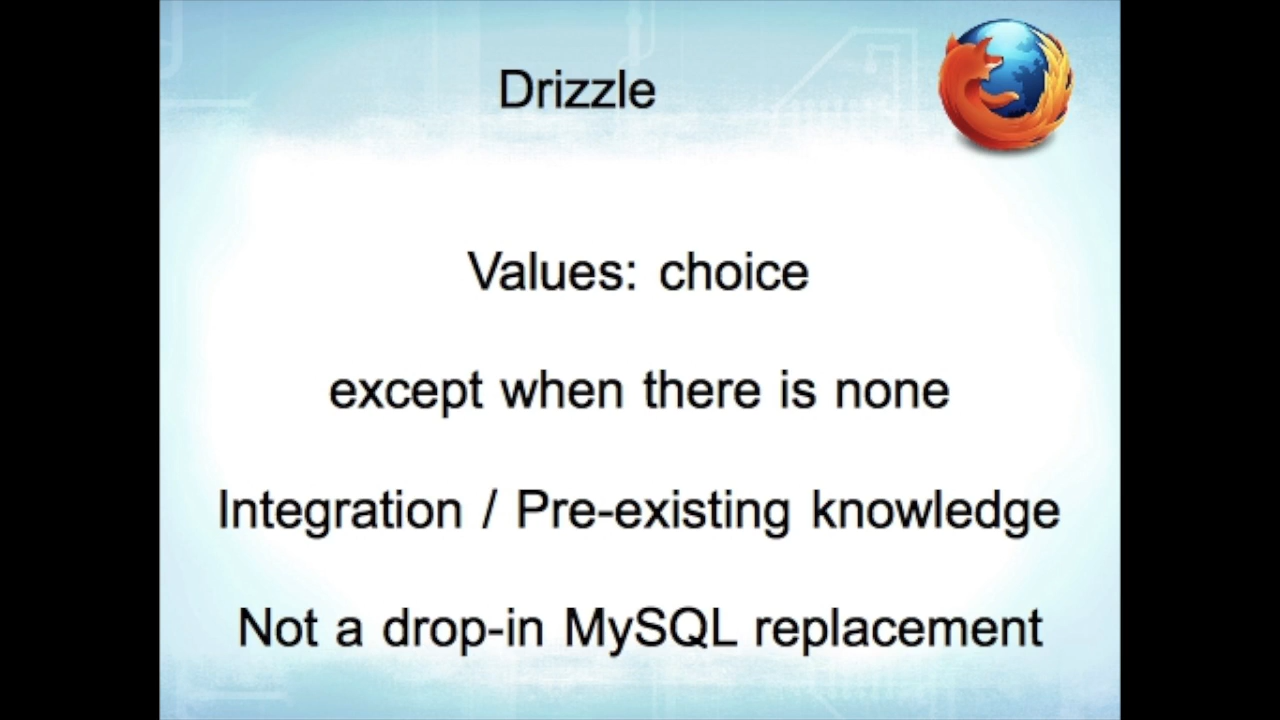 Drizzle
Values: choice
except when there is none
Integration / Pre-existing knowledge
Not a drop-in MySQL replacement